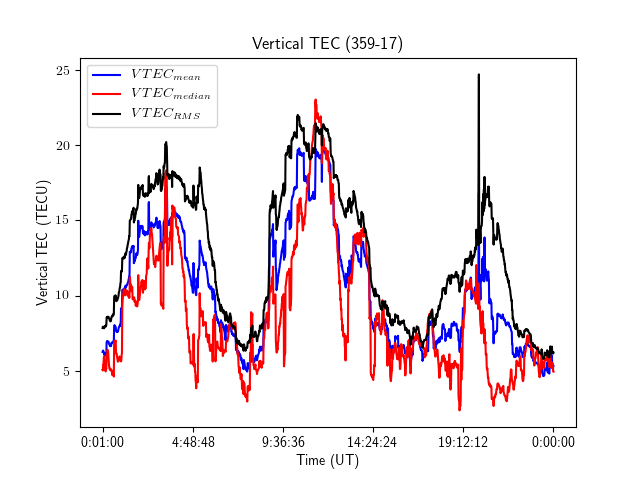 Vertical TEC (359-17)
VTEC_mean
VTEC_median
VTEC_RMS
25
20
15
10
5
Vertical TEC (TECU)
0:01:00 4:48:48 9:36:36 14:24:24 19:12:12 0:00:00
Time (UT)